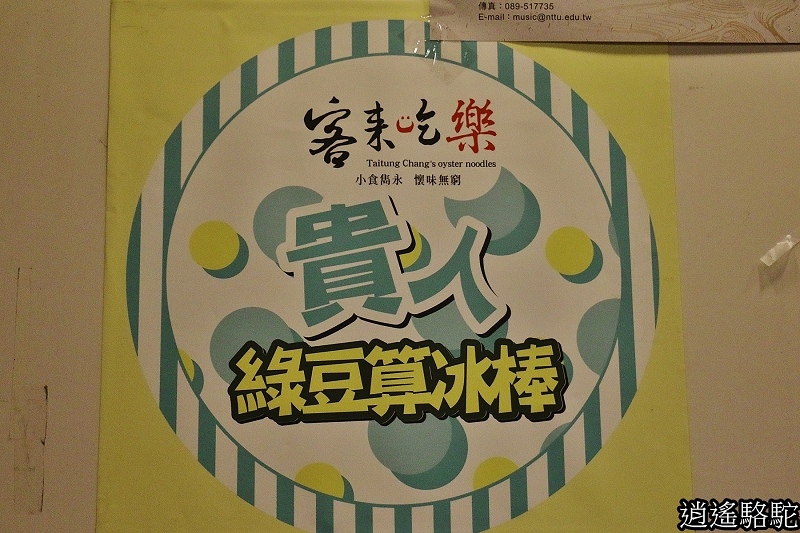 傳真：089-517735
E-mail：music@nttu.edu.tw
客来吃樂
Taitung Chang's oyster noodles
小食雋永 懷味無窮
貴人
綠豆算冰棒
逍遙駱駝